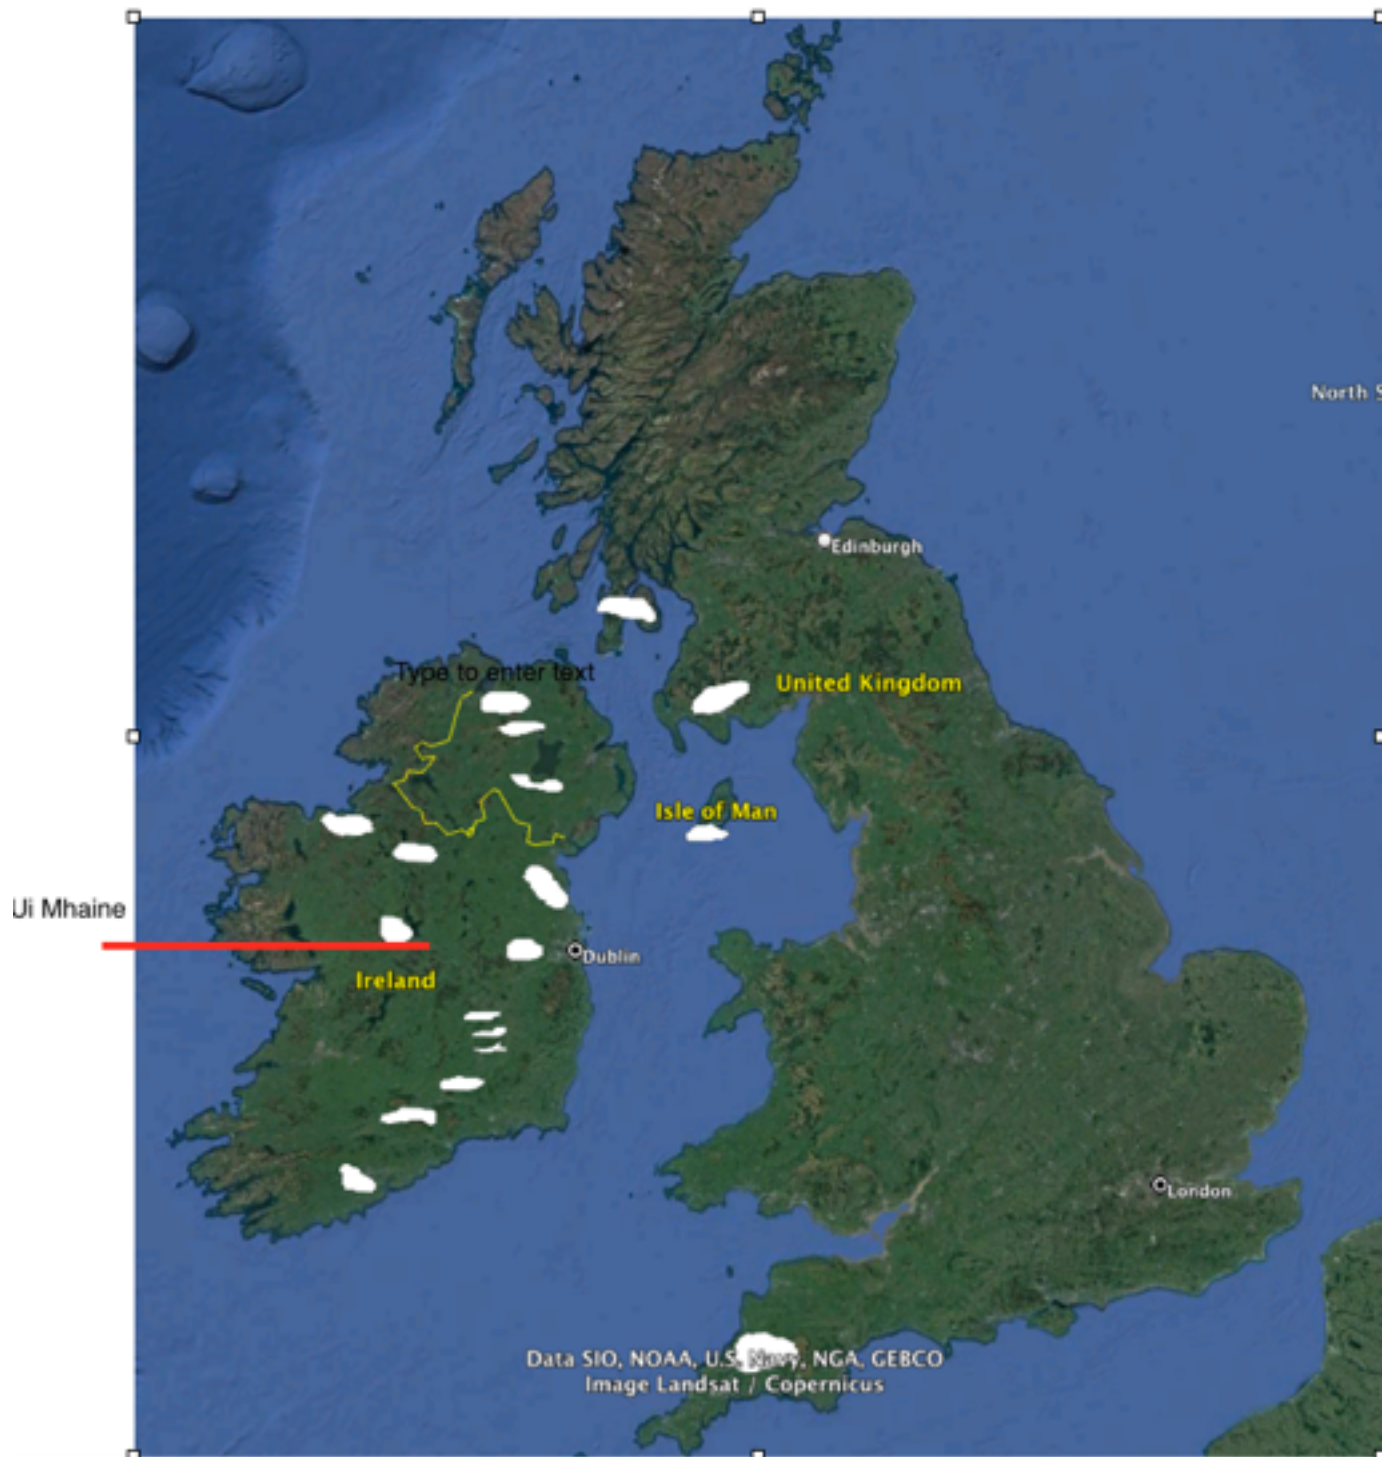 North S
Edinburgh
Type to enter text
United Kingdom
Isle of Man
Ui Mhaine
Dublin
Ireland
London
Data SIO, NOAA, U.S. Navy, NGA, GEBCO
Image Landsat / Copernicus